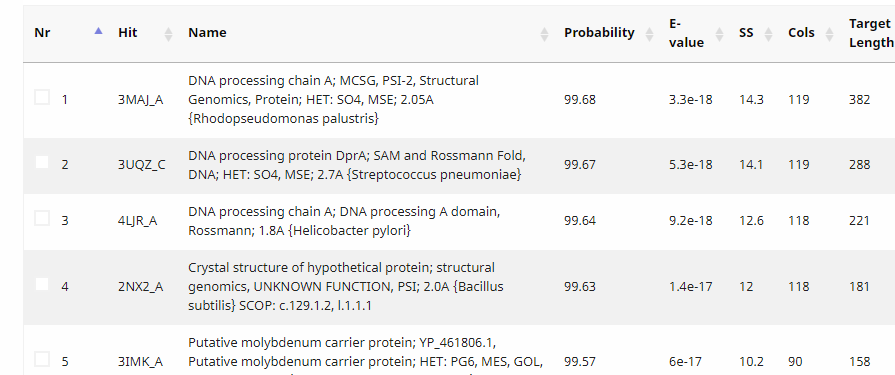 Nr Hit Name Probability E-value SS Cols Target Length
1 3MAJ_A DNA processing chain A; MCSG, PSI-2, Structural Genomics, Protein; HET: SO4, MSE; 2.05A {Rhodopseudomonas palustris} 99.68 3.3e-18 14.3 119 382
2 3UQZ_C DNA processing protein DprA; SAM and Rossmann Fold, DNA; HET: SO4, MSE; 2.7A {Streptococcus pneumoniae} 99.67 5.3e-18 14.1 119 288
3 4LJR_A DNA processing chain A; DNA processing A domain, Rossmann; 1.8A {Helicobacter pylori} 99.64 9.2e-18 12.6 118 221
4 2NX2_A Crystal structure of hypothetical protein; structural genomics, UNKNOWN FUNCTION, PSI; 2.0A {Bacillus subtilis} SCOP: c.129.1.2, l.1.1.1 99.63 1.4e-17 12 118 181
5 3IMK_A Putative molybdenum carrier protein; YP_461806.1, Putative molybdenum carrier protein; HET: PG6, MES, GOL, 99.57 6e-17 10.2 90 158